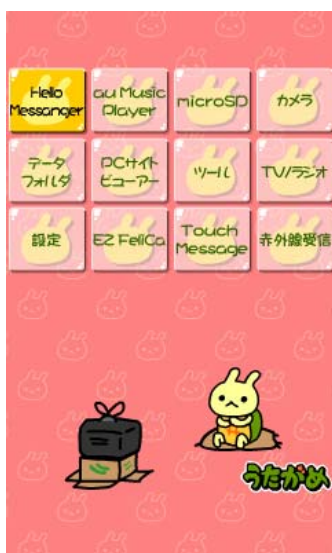 Hello
Messanger
au Music
Player
microSD
カメラ
データ
フォルダ
PCサイト
ビューアー
ツール
TV/ラジオ
設定
EZ FeliCa
Touch
Message
赤外線受信
うたがめ